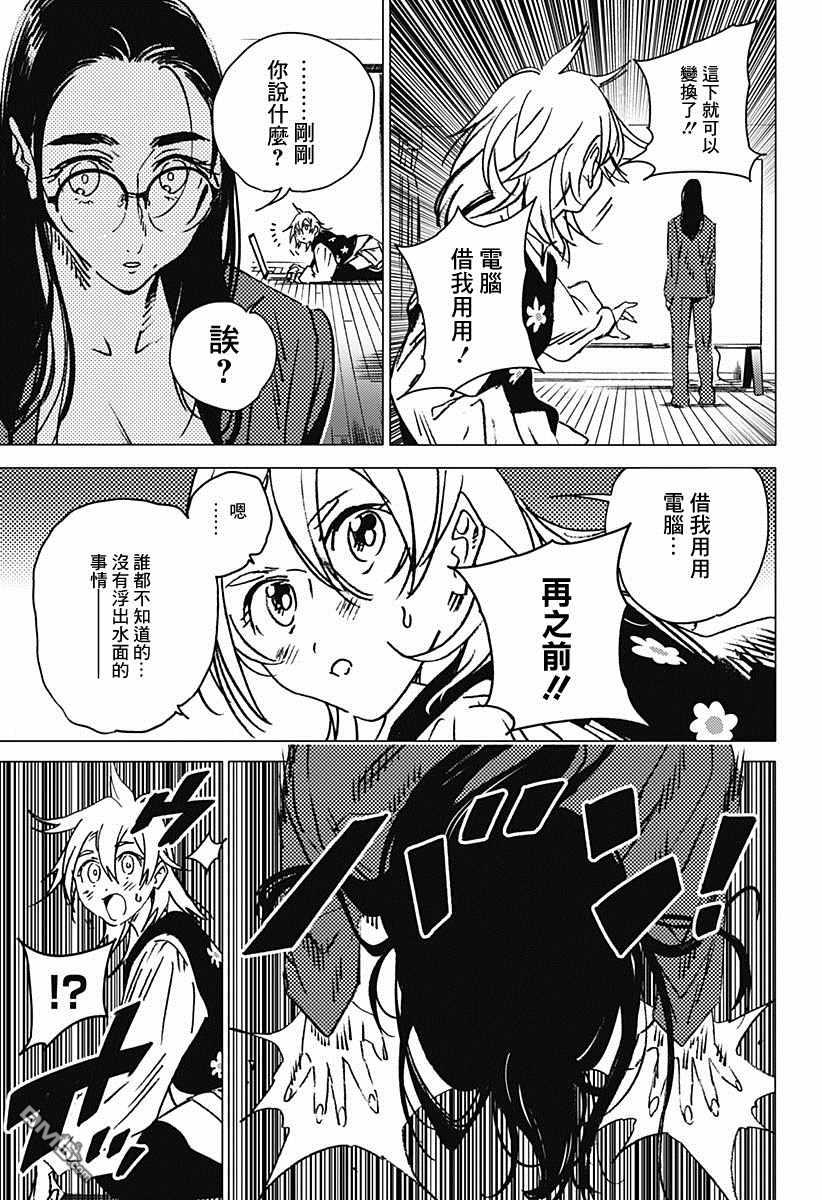 這下就可以
變換了!!
電腦
借我用用!
………剛剛
你說什麼?
誒?
借我用用
電腦…
再之前!!
嗯
……
誰都不知道的…
沒有浮出水面的
事情——
!?